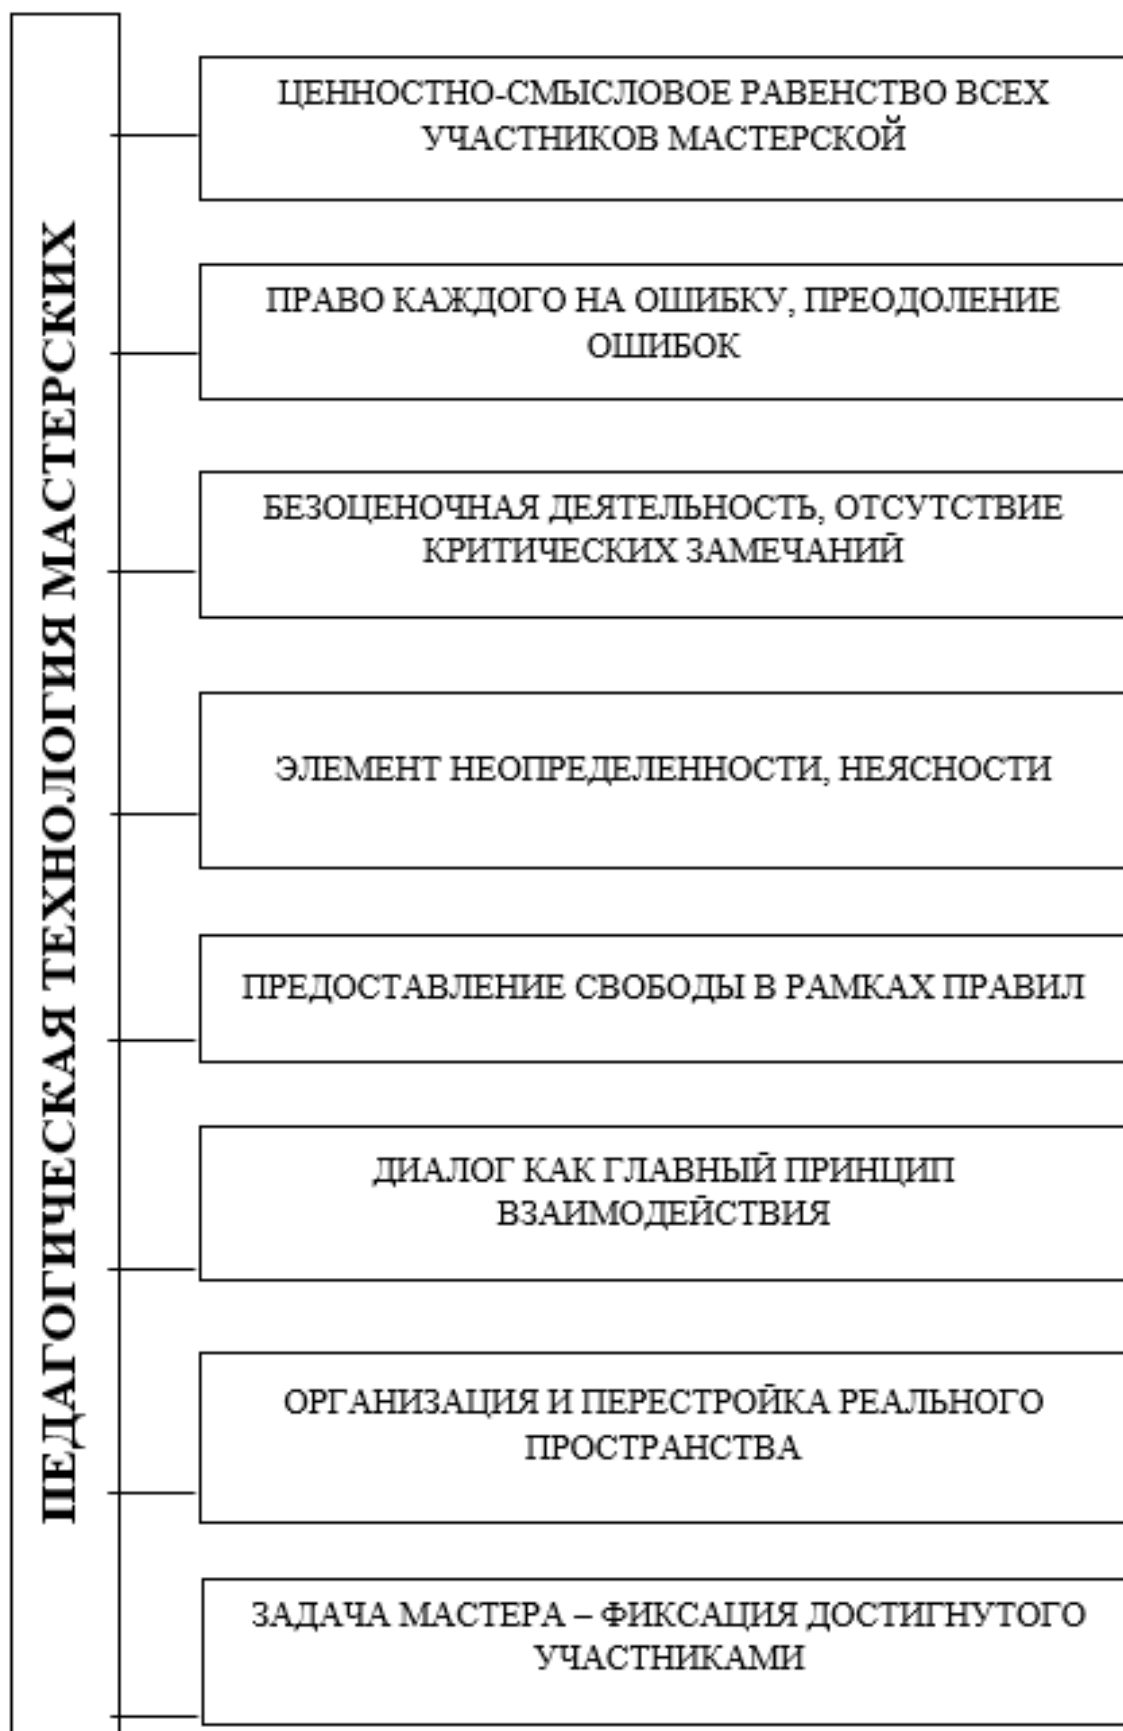 ПЕДАГОГИЧЕСКАЯ ТЕХНОЛОГИЯ МАСТЕРСКИХ
ЦЕННОСТНО-СМЫСЛОВОЕ РАВЕНСТВО ВСЕХ
УЧАСТНИКОВ МАСТЕРСКОЙ
ПРАВО КАЖДОГО НА ОШИБКУ, ПРЕОДОЛЕНИЕ
ОШИБОК
БЕЗОЦЕНОЧНАЯ ДЕЯТЕЛЬНОСТЬ, ОТСУТСТВИЕ
КРИТИЧЕСКИХ ЗАМЕЧАНИЙ
ЭЛЕМЕНТ НЕОПРЕДЕЛЕННОСТИ, НЕЯСНОСТИ
ПРЕДОСТАВЛЕНИЕ СВОБОДЫ В РАМКАХ ПРАВИЛ
ДИАЛОГ КАК ГЛАВНЫЙ ПРИНЦИП
ВЗАИМОДЕЙСТВИЯ
ОРГАНИЗАЦИЯ И ПЕРЕСТРОЙКА РЕАЛЬНОГО
ПРОСТРАНСТВА
ЗАДАЧА МАСТЕРА – ФИКСАЦИЯ ДОСТИГНУТОГО
УЧАСТНИКАМИ